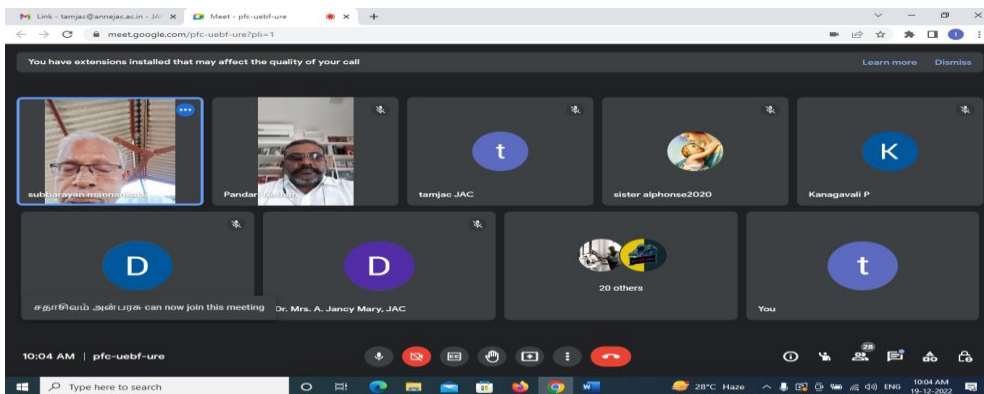 Link - tamjac@annejac.ac.in - JA
Meet - pfc-uebf-ure
meet.google.com/pfc-uebf-ure?pli=1
You have extensions installed that may affect the quality of your call
Learn more
Dismiss
subbarayan
Pandar
t
tamjac JAC
sister alphonse2020
K
Kanagavali P
D
சதாசிவம் அன்பரசு can now join this meeting
D
Dr. Mrs. A. Jancy Mary, JAC
20 others
t
You
10:04 AM | pfc-uebf-ure
28
Type here to search
28°C Haze
ENG
10:04 AM
19-12-2022